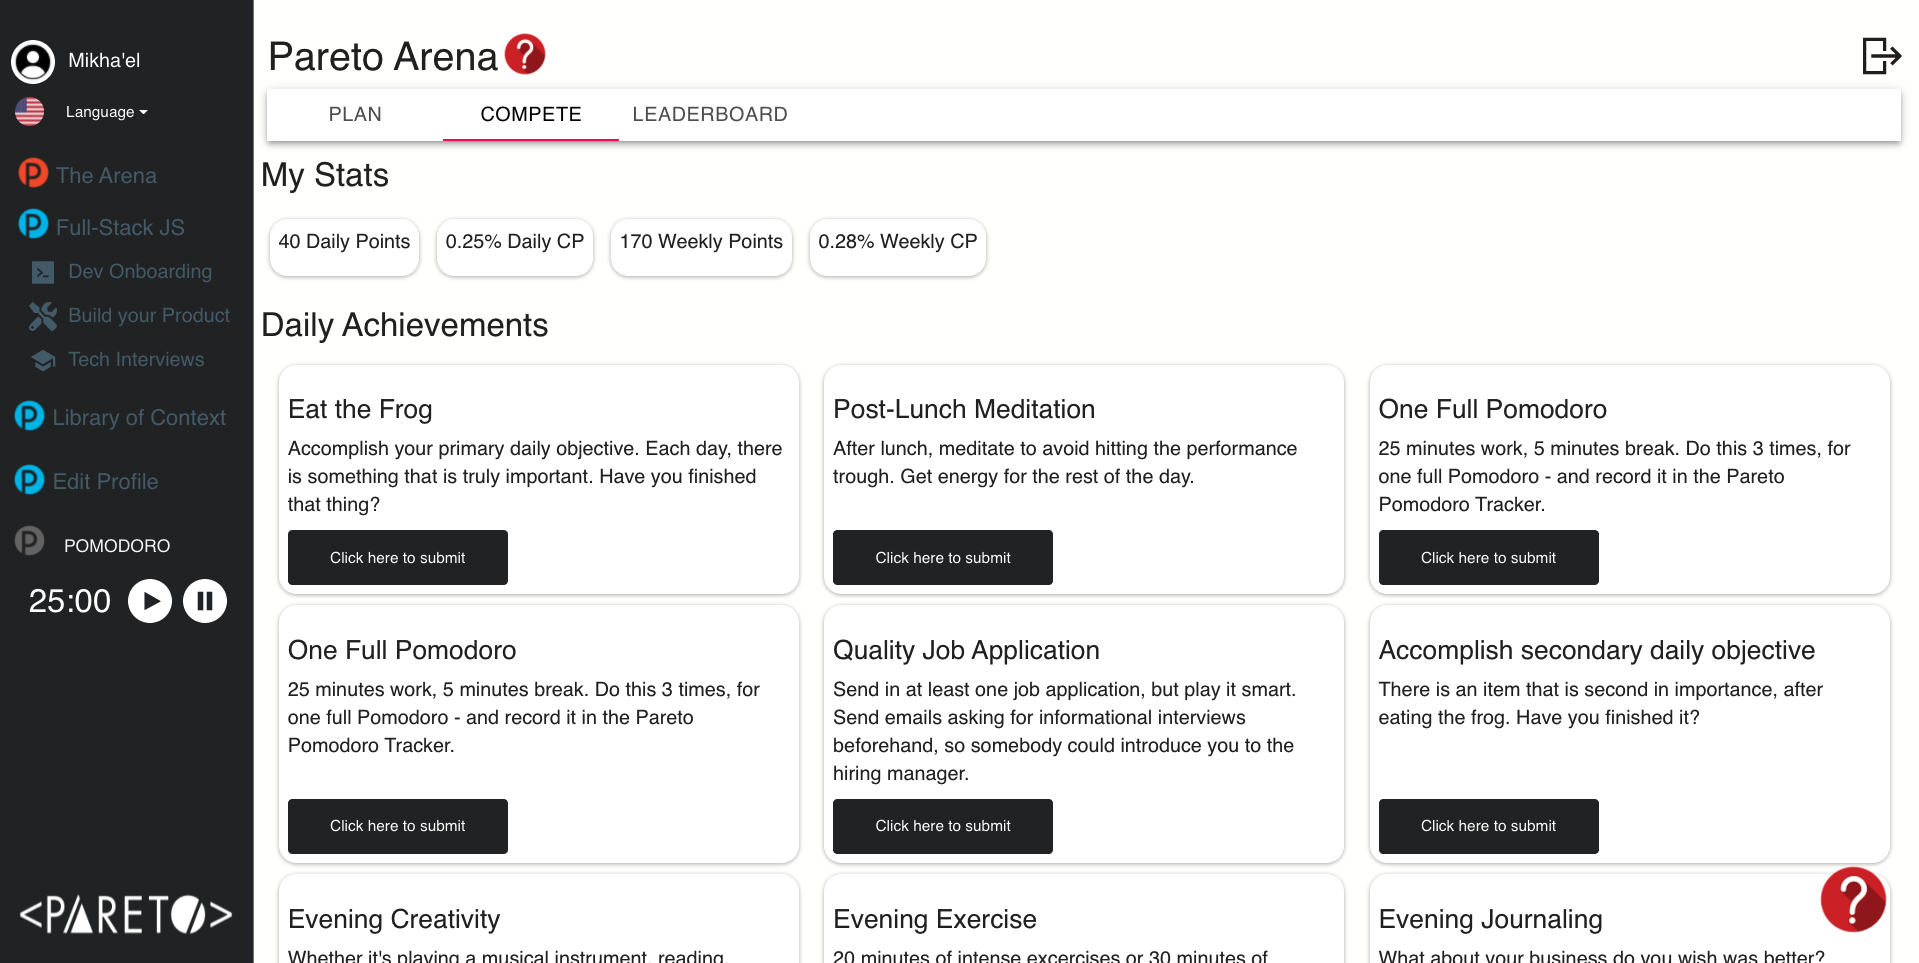 Mikha'el
Language
The Arena
Full-Stack JS
Dev Onboarding
Build your Product
Tech Interviews
Library of Context
Edit Profile
POMODORO
25:00
<PARETO>
Pareto Arena ?
PLAN COMPETE LEADERBOARD
My Stats
40 Daily Points 0.25% Daily CP 170 Weekly Points 0.28% Weekly CP
Daily Achievements
Eat the Frog
Accomplish your primary daily objective. Each day, there
is something that is truly important. Have you finished
that thing?
Click here to submit
Post-Lunch Meditation
After lunch, meditate to avoid hitting the performance
trough. Get energy for the rest of the day.
Click here to submit
One Full Pomodoro
25 minutes work, 5 minutes break. Do this 3 times, for
one full Pomodoro - and record it in the Pareto
Pomodoro Tracker.
Click here to submit
One Full Pomodoro
25 minutes work, 5 minutes break. Do this 3 times, for
one full Pomodoro - and record it in the Pareto
Pomodoro Tracker.
Click here to submit
Quality Job Application
Send in at least one job application, but play it smart.
Send emails asking for informational interviews
beforehand, so somebody could introduce you to the
hiring manager.
Click here to submit
Accomplish secondary daily objective
There is an item that is second in importance, after
eating the frog. Have you finished it?
Click here to submit
Evening Creativity
Whether it's playing a musical instrument, reading,
Evening Exercise
20 minutes of intense excercises or 30 minutes of
Evening Journaling
What about your business do you wish was better?
?